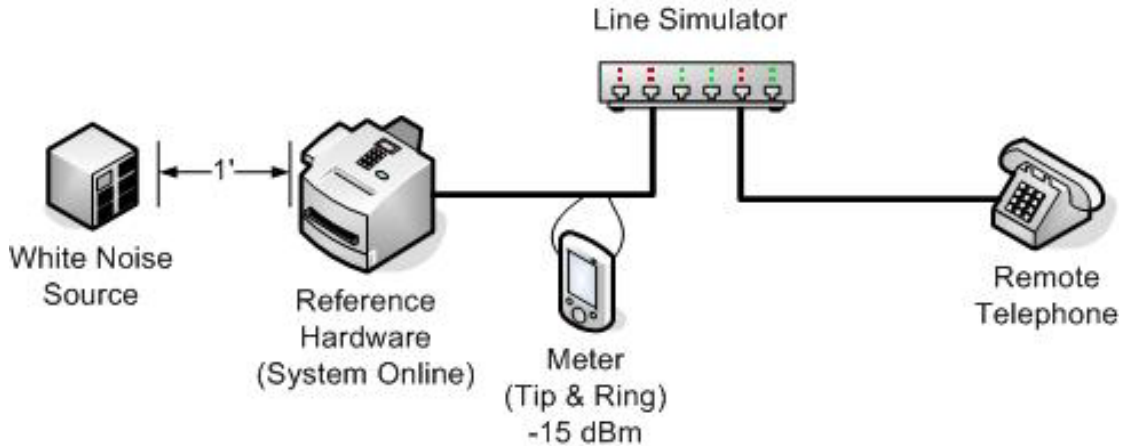 Line Simulator
1'
White Noise
Source
Reference
Hardware
(System Online)
Meter
(Tip & Ring)
-15 dBm
Remote
Telephone